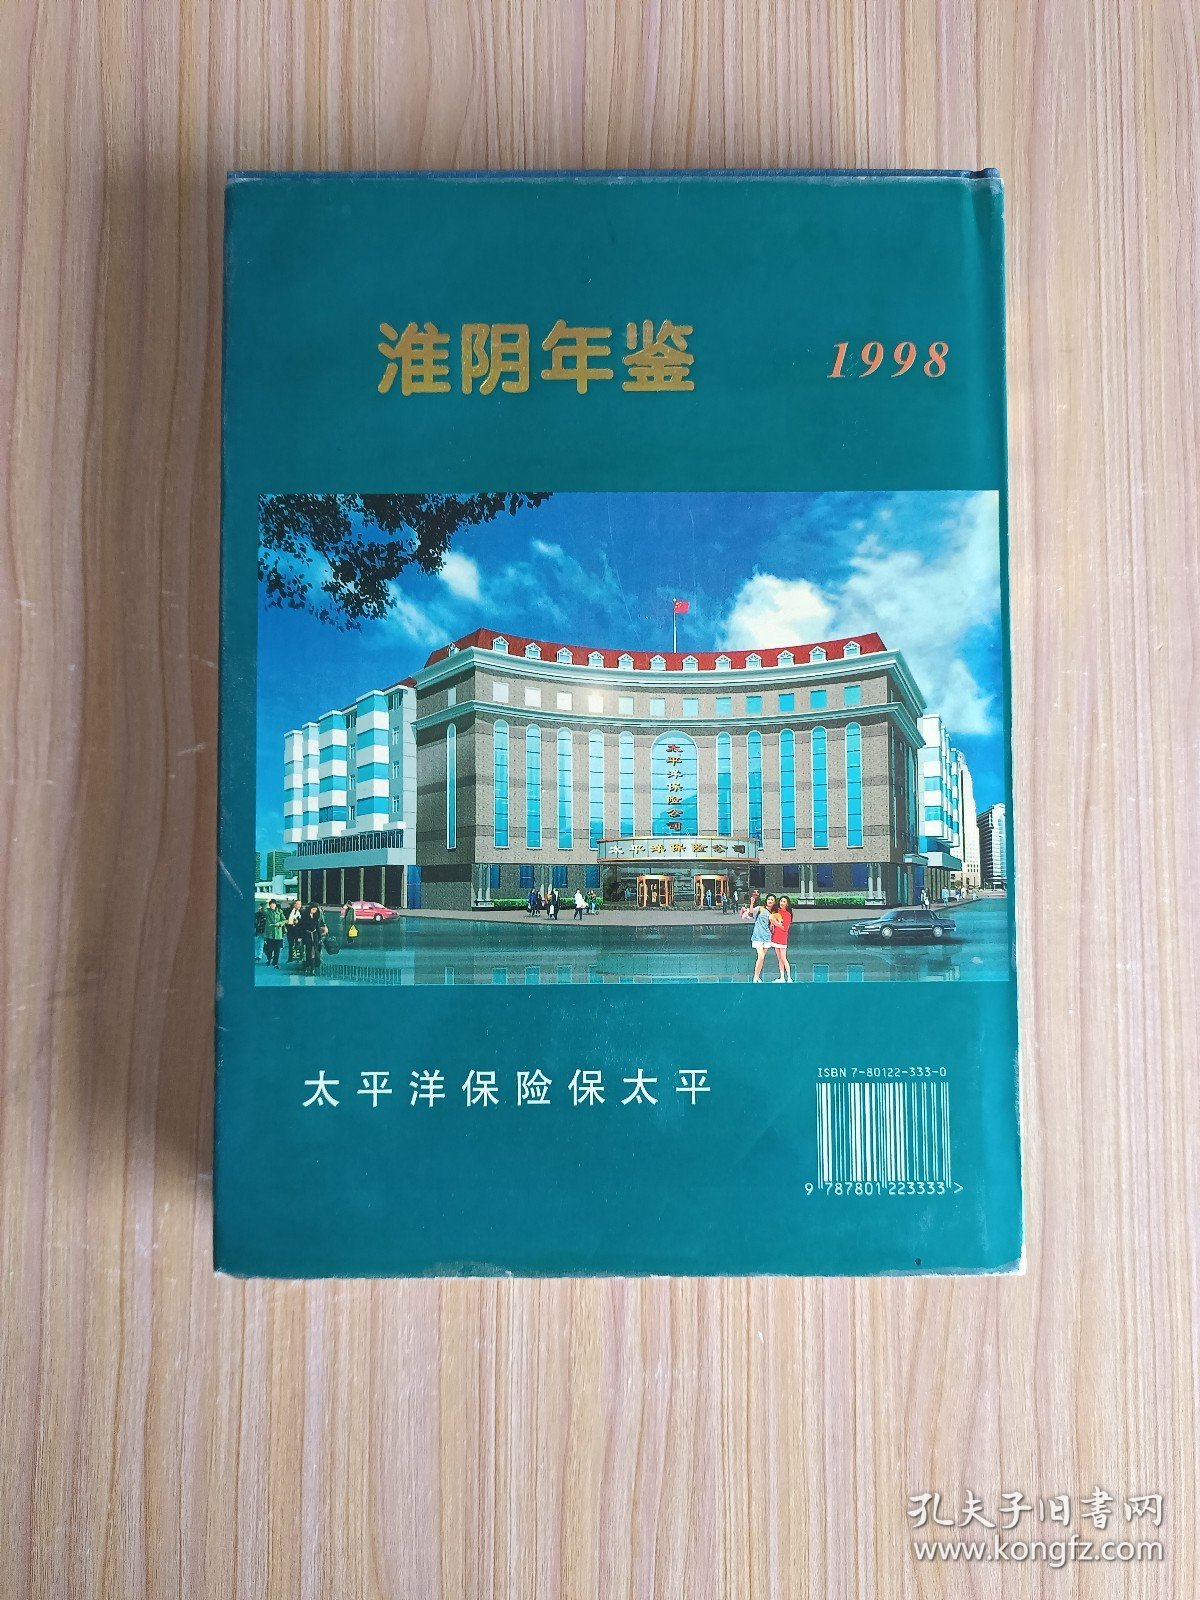 淮阴年鉴 1998
太平洋保险公司
太平洋保险公司
太平洋保险保太平
ISBN 7-80122-333-0
9 787801 223333 >
孔夫子旧书网
www.kongfz.com